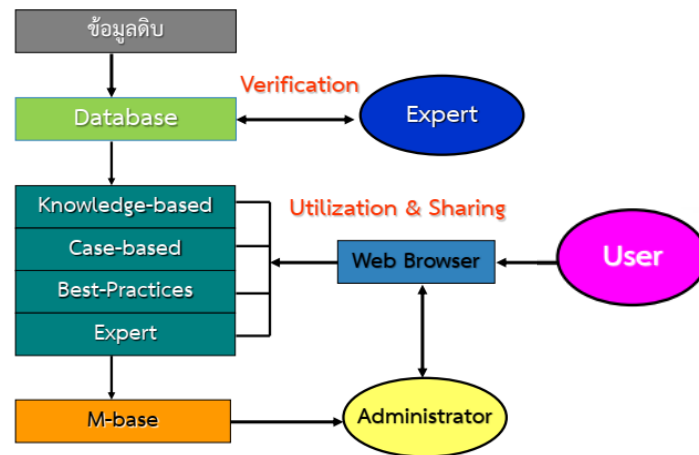 ข้อมูลดิบ
Verification
Database
Expert
Knowledge-based
Utilization & Sharing
Case-based
Web Browser
User
Best-Practices
Expert
M-base
Administrator